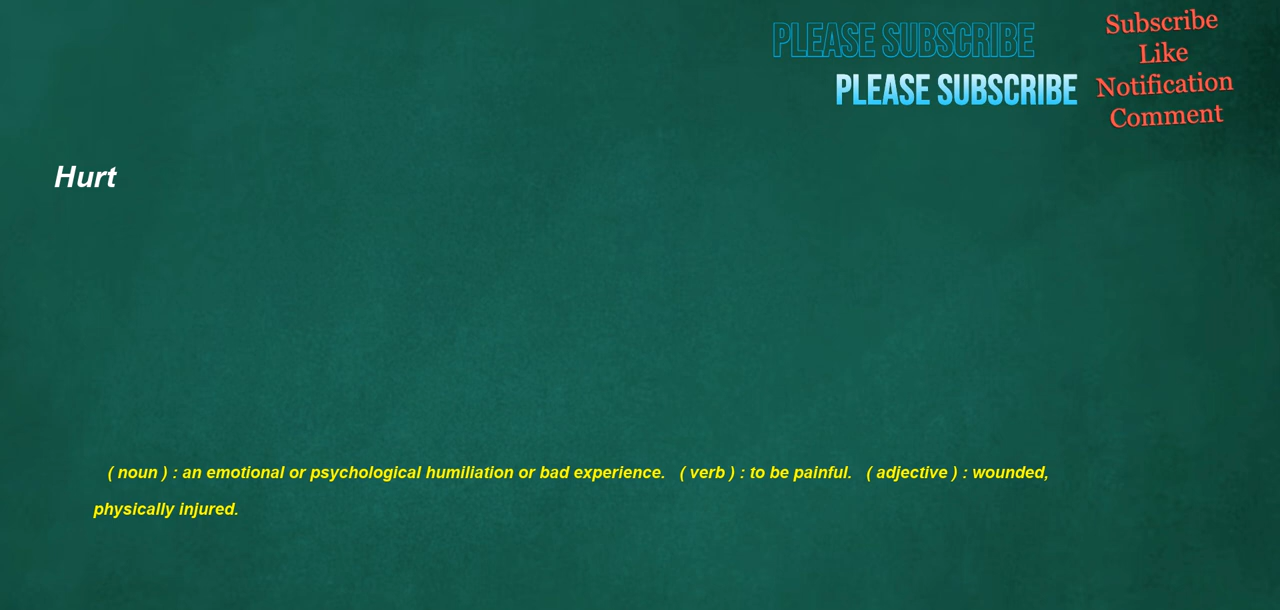 PLEASE SUBSCRIBE
PLEASE SUBSCRIBE
Subscribe
Like
Notification
Comment
Hurt
( noun ) : an emotional or psychological humiliation or bad experience. ( verb ) : to be painful. ( adjective ) : wounded,
physically injured.